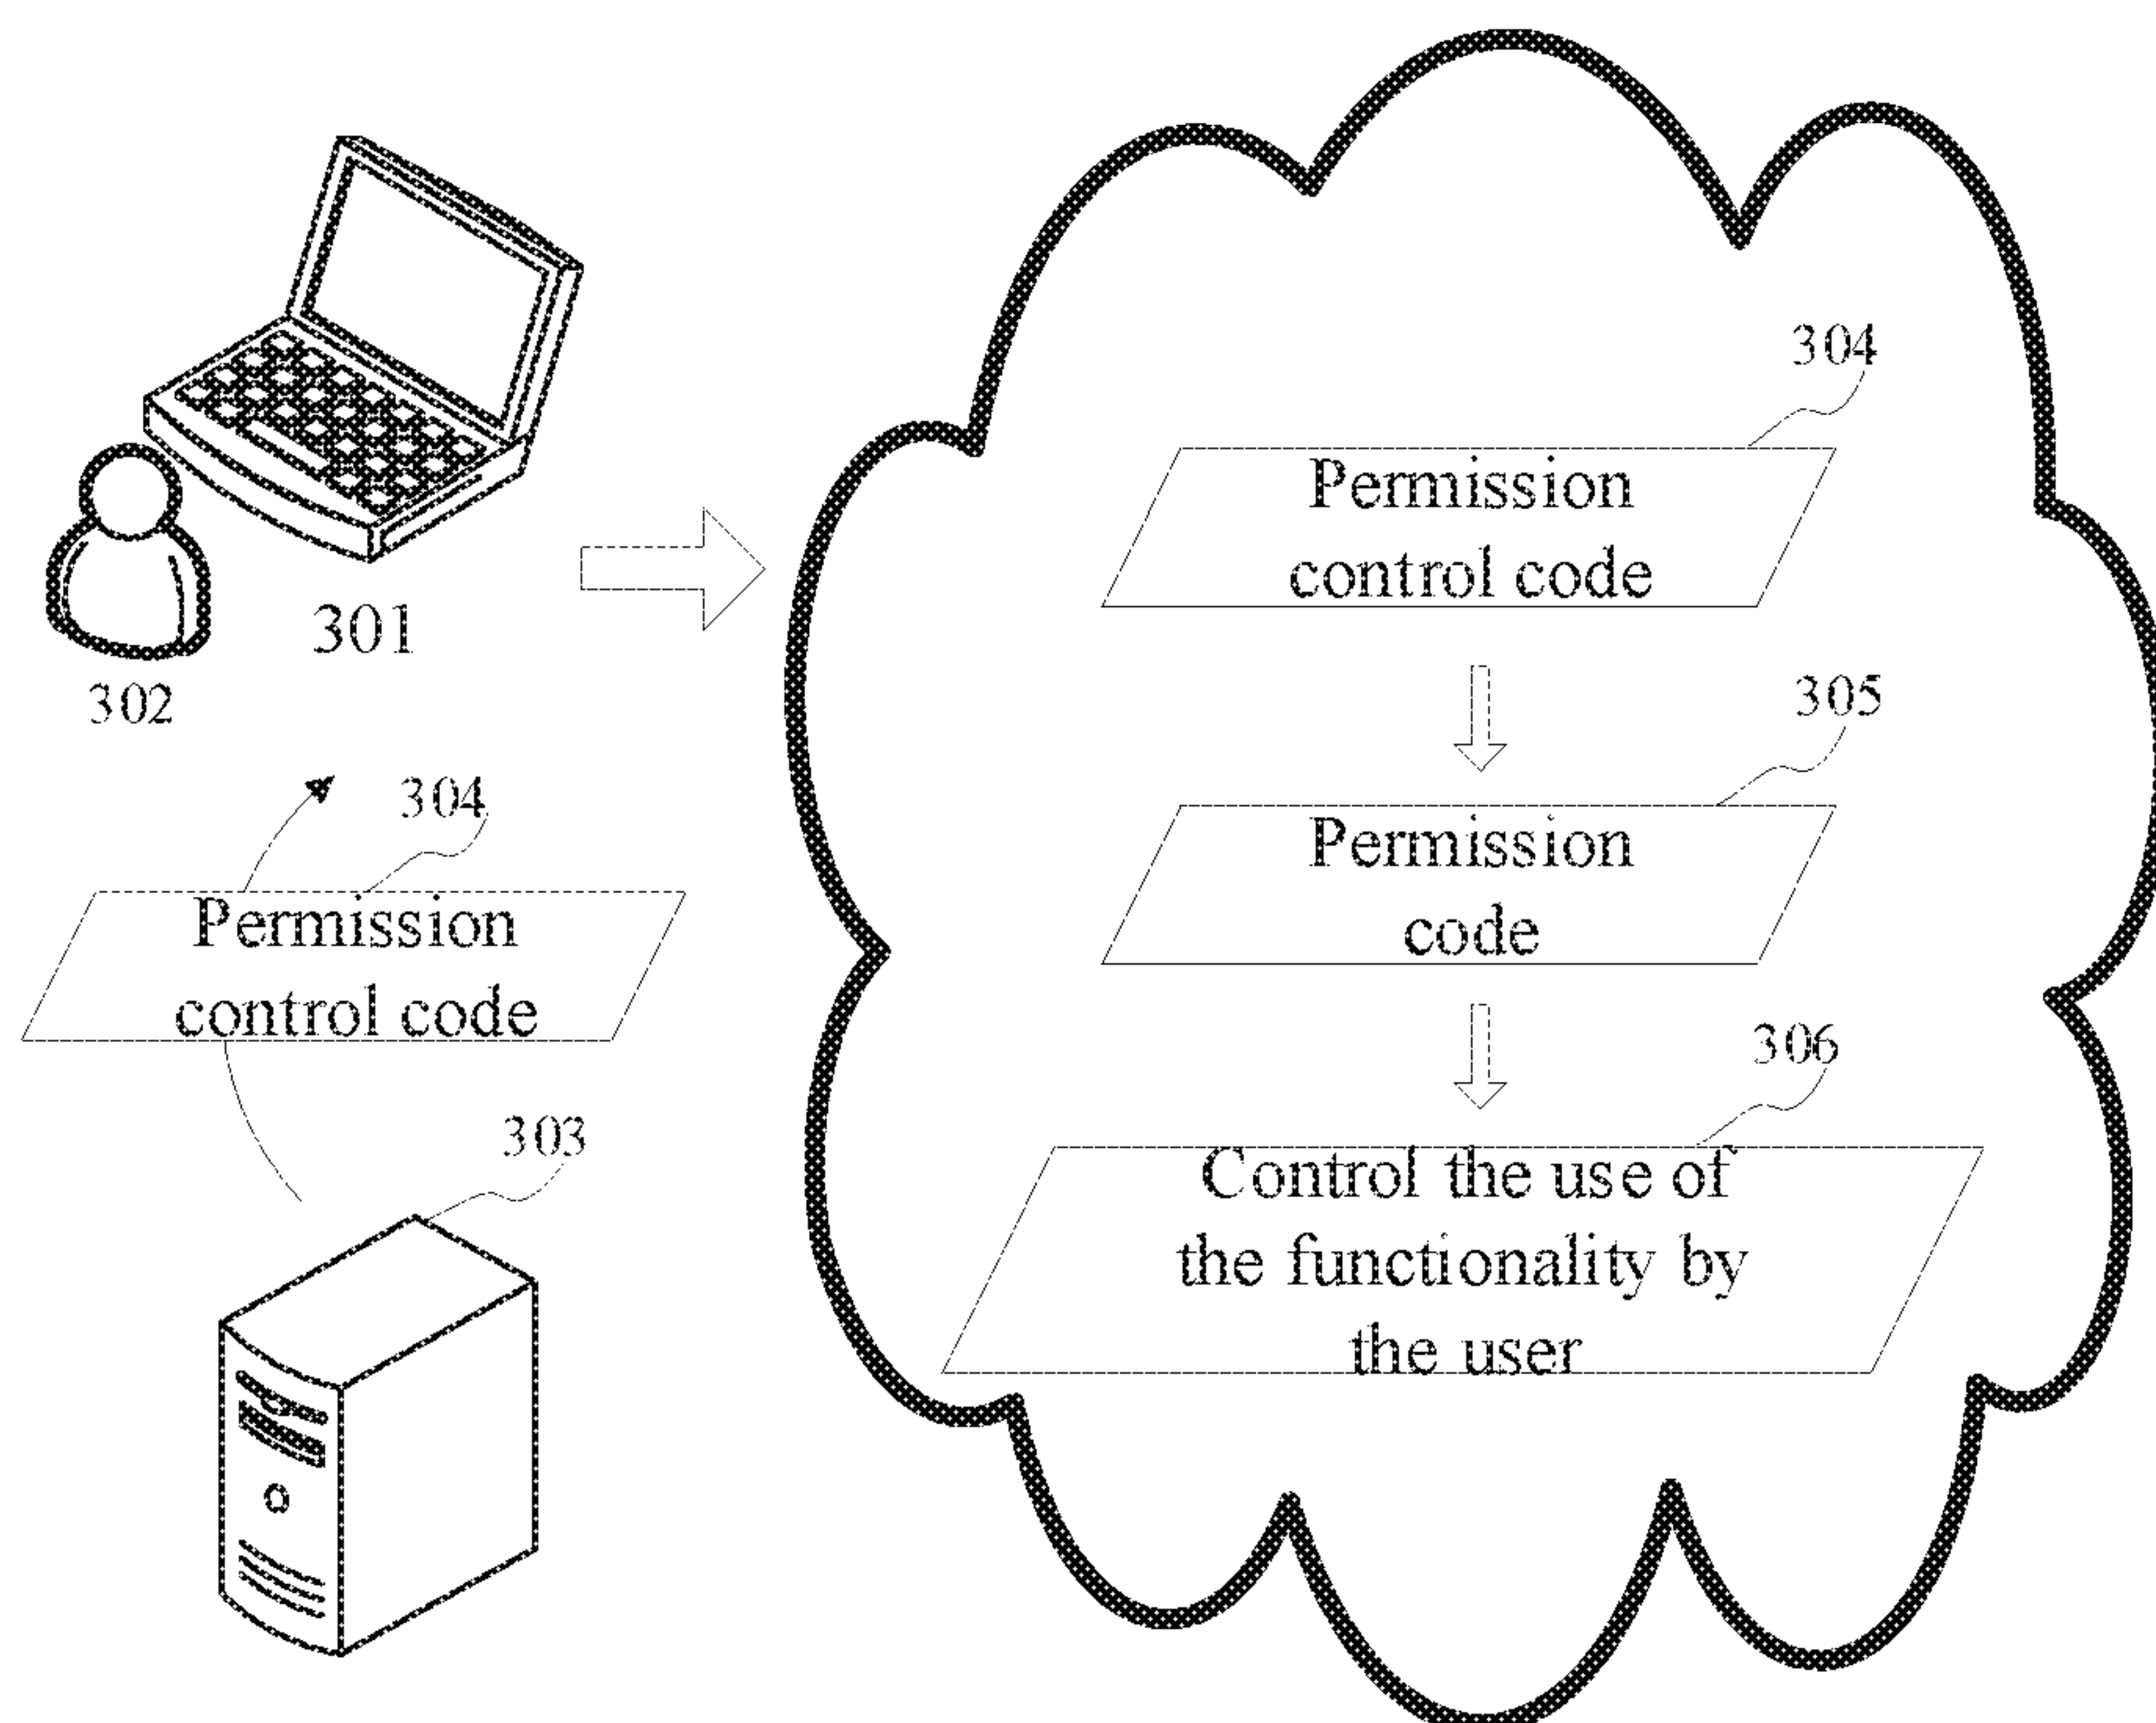 301
302
304
Permission
control code
303
304
Permission
control code
305
Permission
code
306
Control the use of
the functionality by
the user